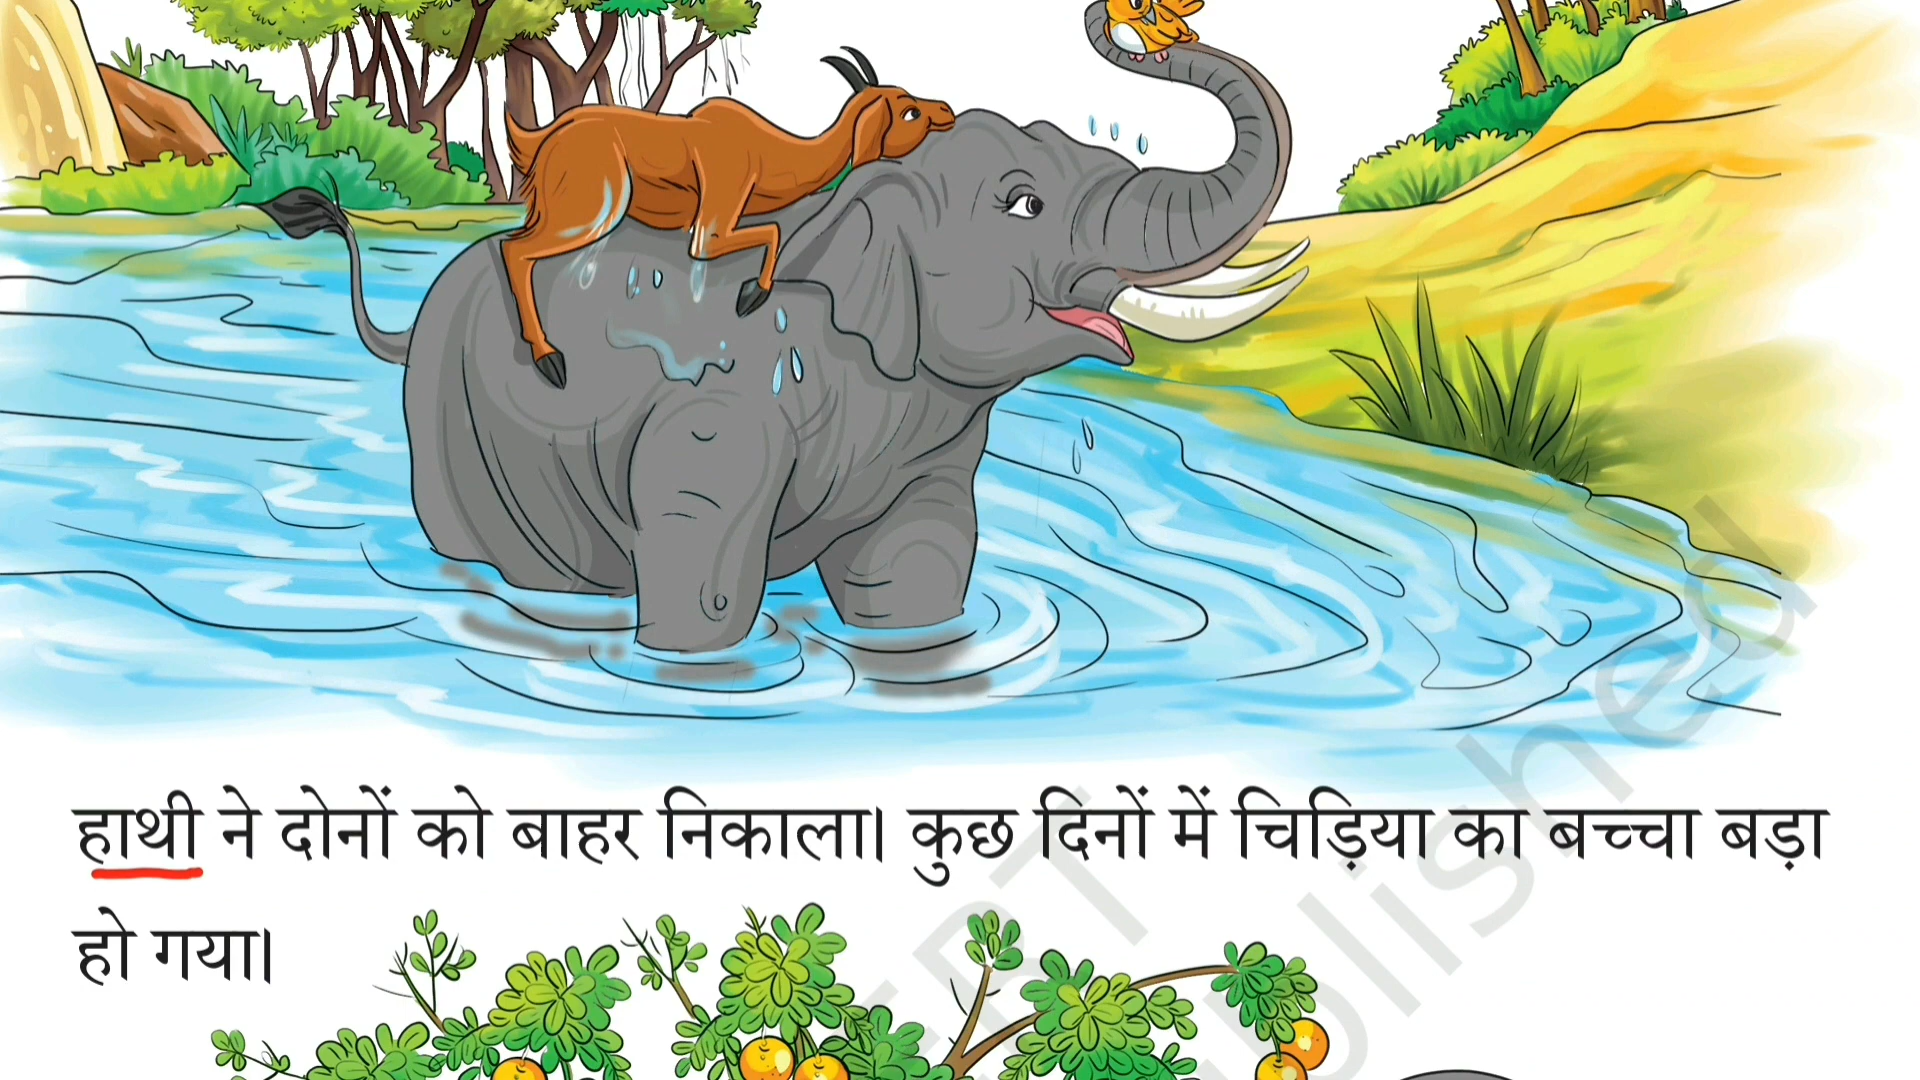 हाथी ने दोनों को बाहर निकाला। कुछ दिनों में चिड़िया का बच्चा बड़ा
हो गया।